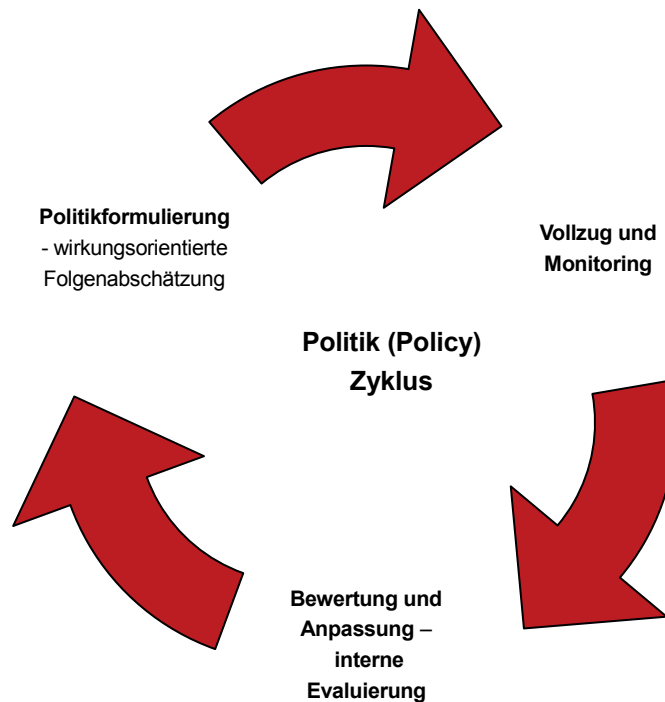 Politikformulierung
- wirkungsorientierte
Folgenabschätzung
Vollzug und
Monitoring
Politik (Policy)
Zyklus
Bewertung und
Anpassung –
interne
Evaluierung